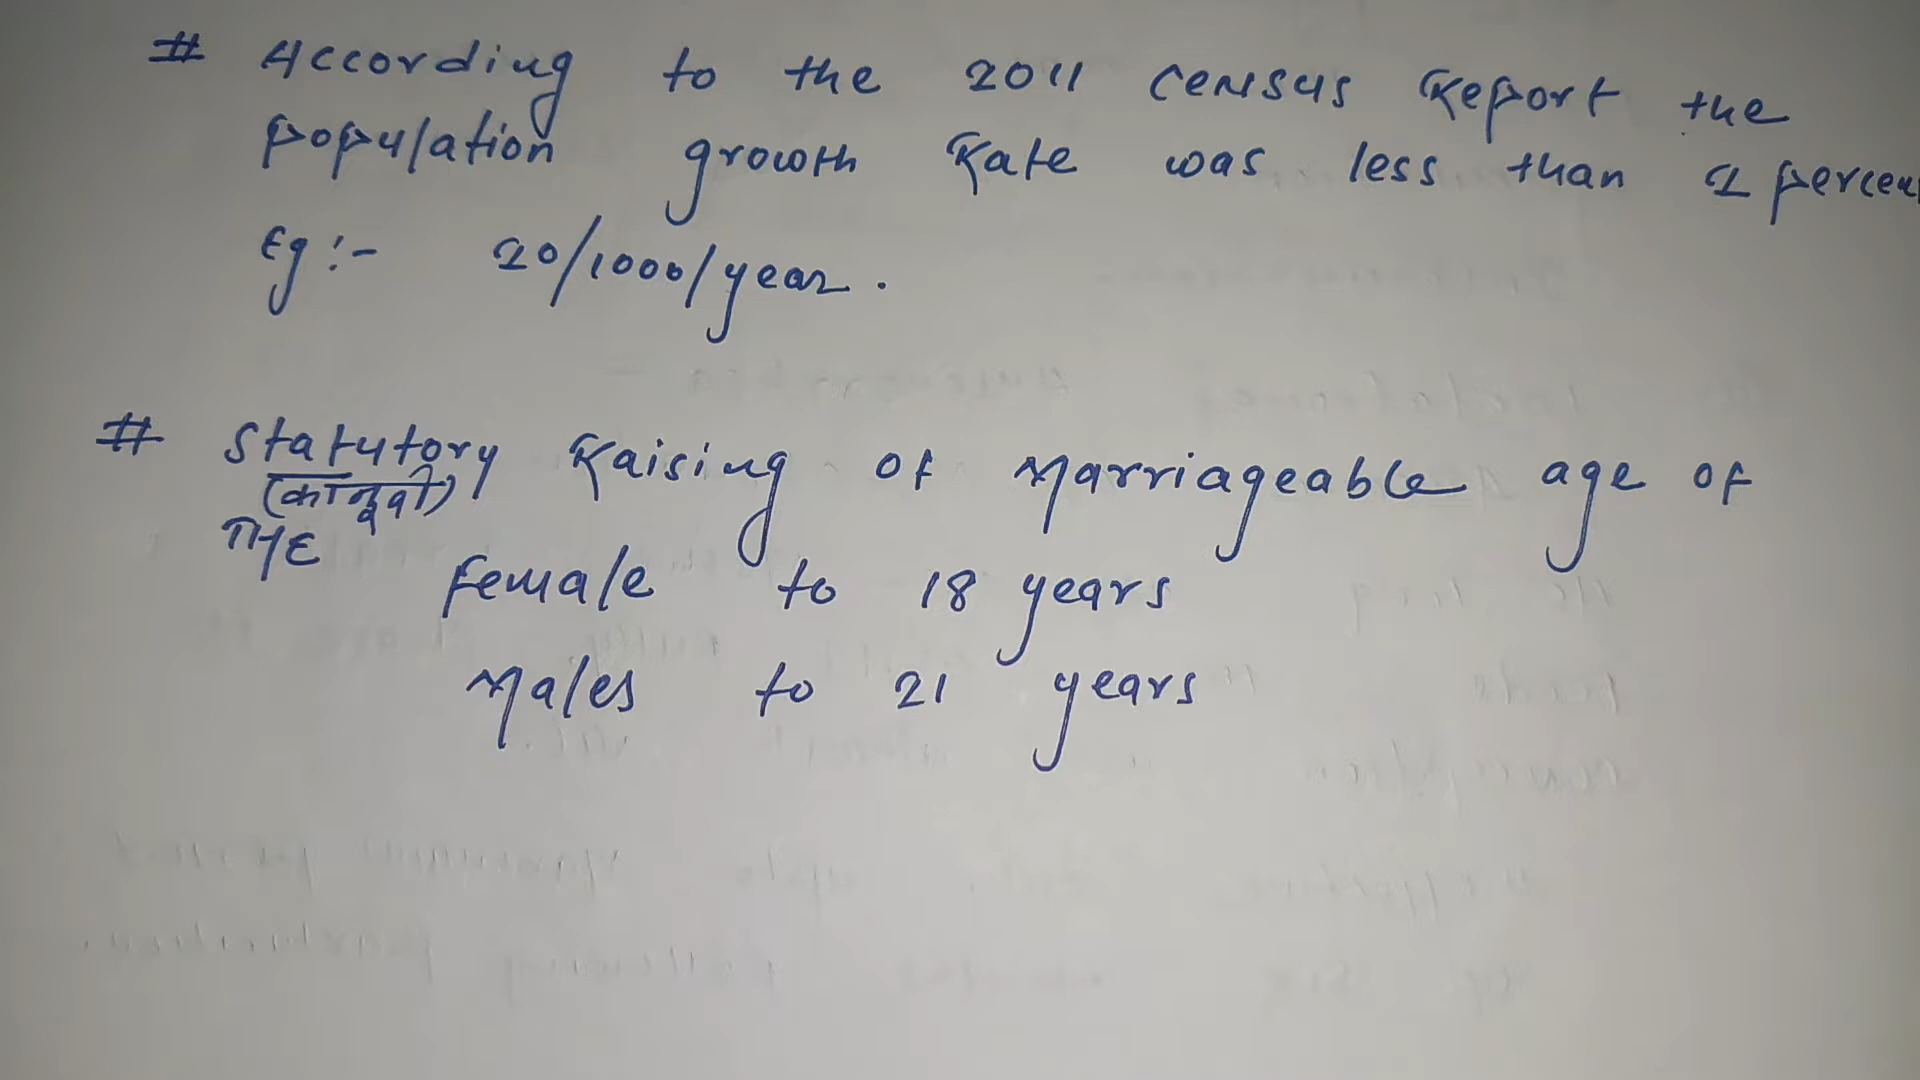 # According to the 2011 census Report the
population growth Rate was less than 2 percen
Eg:- 20/1000/year.
# Statutory Raising of Marriageable age of
(कानूनी)
THE
female to 18 years
Males to 21 years